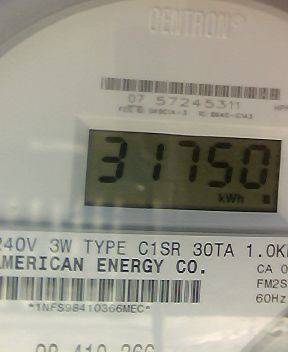 CENTRON®
07 57245311
31750
kWh
240V 3W TYPE C1SR 30TA 1.0K
AMERICAN ENERGY CO.
CA 0
FM2S
60Hz
*1NFS98410366MEC*